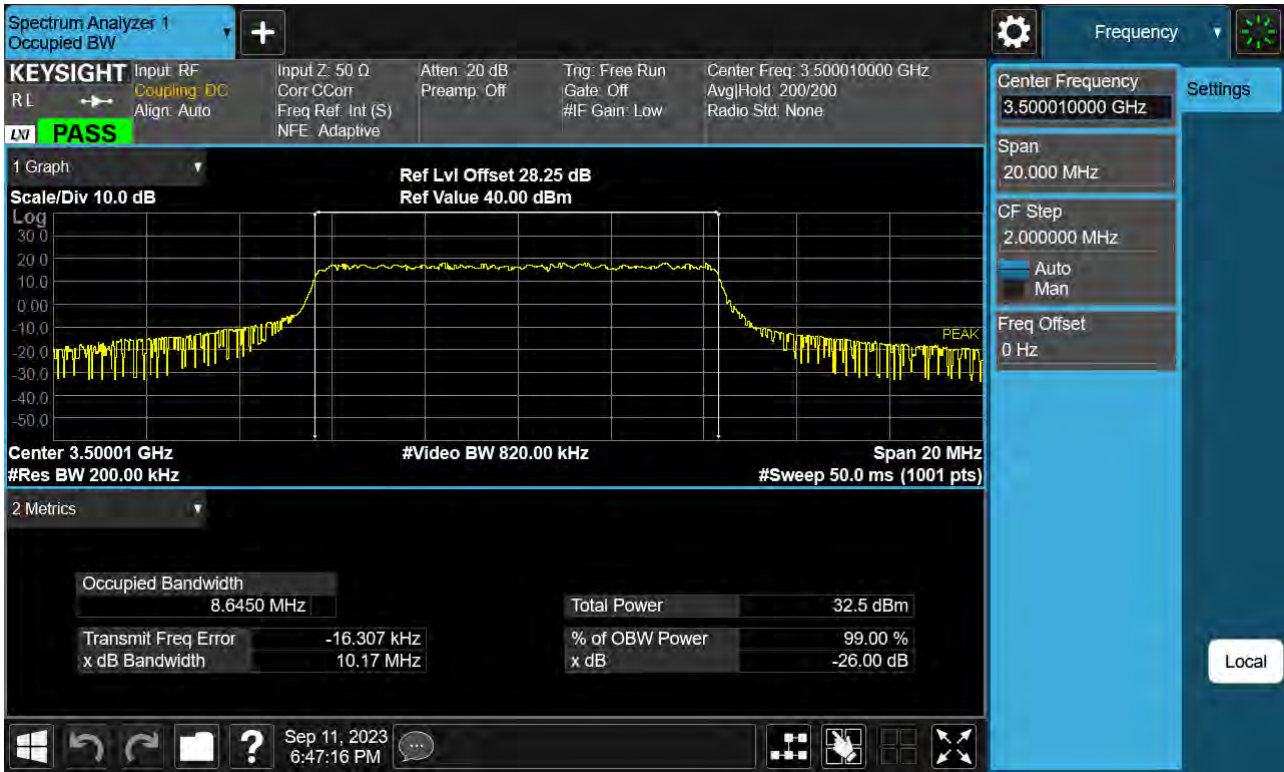 Spectrum Analyzer 1
Occupied BW
Frequency
KEYSIGHT
RL
LXI PASS
Input: RF
Coupling: DC
Align: Auto
Input Z: 50 Ω
Corr CCorr
Freq Ref: Int (S)
NFE: Adaptive
Atten: 20 dB
Preamp: Off
Trig: Free Run
Gate: Off
#IF Gain: Low
Center Freq: 3.500010000 GHz
Avg|Hold: 200/200
Radio Std: None
Center Frequency
3.500010000 GHz
Settings
Span
20.000 MHz
CF Step
2.000000 MHz
Auto
Man
Freq Offset
0 Hz
1 Graph
Scale/Div 10.0 dB
Ref Lvl Offset 28.25 dB
Ref Value 40.00 dBm
Log
30.0
20.0
10.0
0.00
-10.0
-20.0
-30.0
-40.0
-50.0
PEAK
Center 3.50001 GHz
#Video BW 820.00 kHz
Span 20 MHz
#Res BW 200.00 kHz
#Sweep 50.0 ms (1001 pts)
2 Metrics
Occupied Bandwidth
8.6450 MHz
Total Power 32.5 dBm
Transmit Freq Error -16.307 kHz
% of OBW Power 99.00 %
x dB Bandwidth 10.17 MHz
x dB -26.00 dB
Local
?
Sep 11, 2023
6:47:16 PM